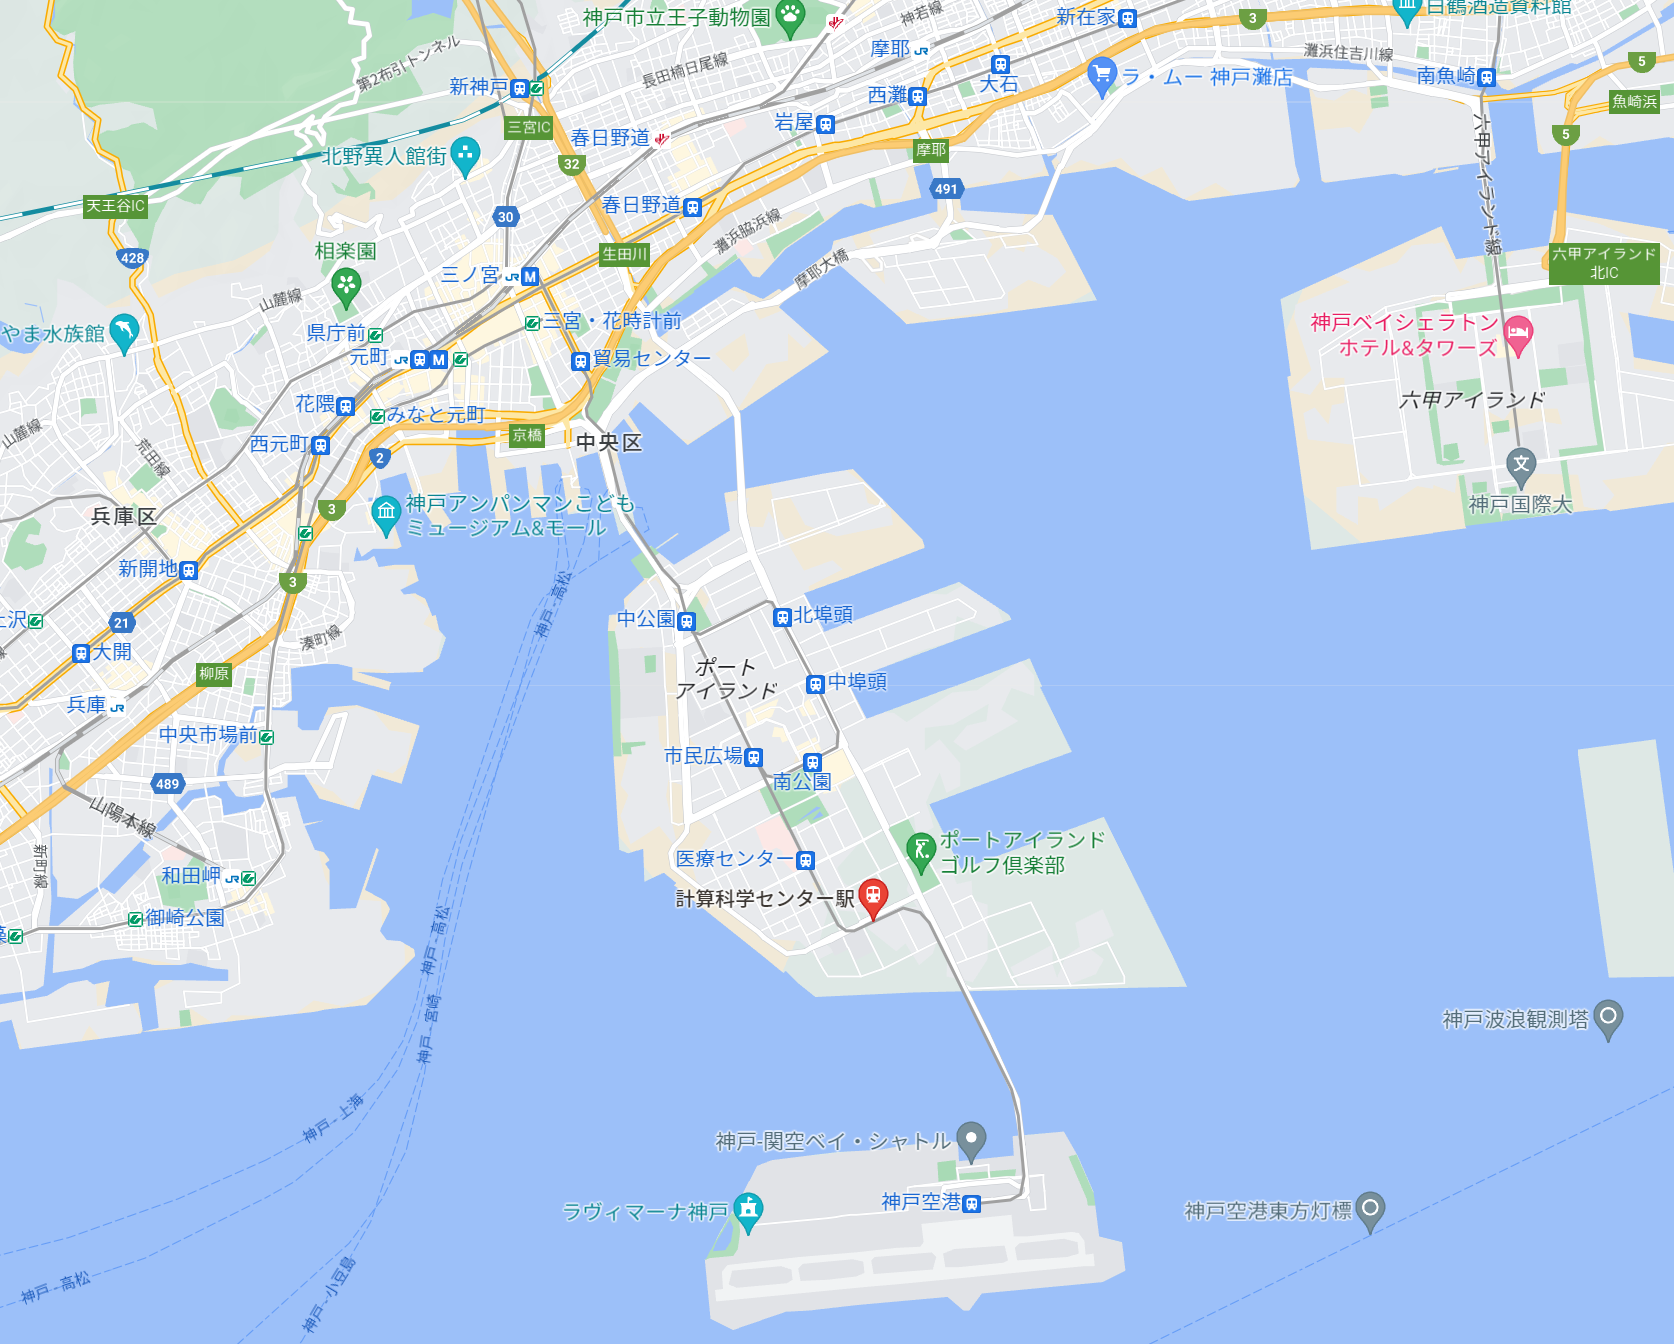 神戸市立王子動物園
神若線
新在家
3
白鶴酒造資料館
摩耶
第2布引トンネル
長田楠日尾線
灘浜住吉川線
5
新神戸
大石
ラ・ムー 神戸灘店
南魚崎
西灘
魚崎浜
三宮IC
春日野道
岩屋
5
北野異人館街
32
摩耶
六甲アイランド線
天王谷IC
491
春日野道
30
灘浜脇浜線
428
相楽園
生田川
摩耶大橋
六甲アイランド
北IC
三ノ宮
山麓線
やま水族館
県庁前
三宮・花時計前
神戸ベイシェラトン
ホテル&タワーズ
元町
貿易センター
六甲アイランド
花隈
みなと元町
山麓線
荒田線
西元町
京橋
中央区
2
神戸国際大
兵庫区
3
神戸アンパンマンこども
ミュージアム&モール
新開地
3
神戸 - 高松
上沢
21
湊町線
中公園
北埠頭
大開
柳原
ポート
アイランド
中埠頭
兵庫
中央市場前
市民広場
南公園
489
山陽本線
新町線
和田岬
医療センター
ポートアイランド
ゴルフ倶楽部
計算科学センター駅
御崎公園
神戸 - 高松
神戸 - 宮崎
神戸波浪観測塔
神戸 - 上海
神戸-関空ベイ・シャトル
ラヴィマーナ神戸
神戸空港
神戸空港東方灯標
神戸 - 高松
神戸 - 小豆島